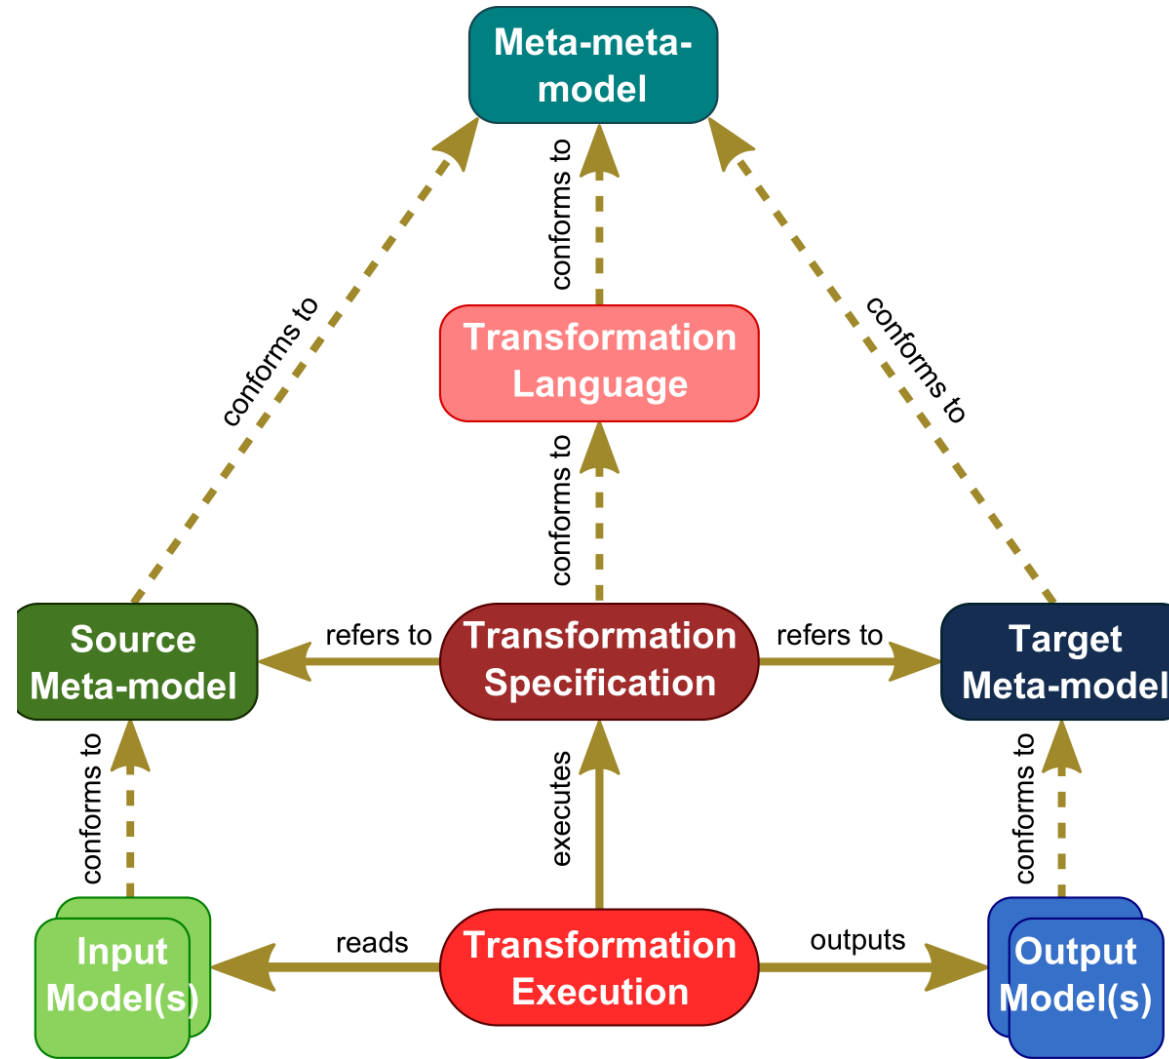 Meta-meta-
model
conforms to
conforms to
conforms to
Transformation
Language
conforms to
Source
Meta-model
refers to
Transformation
Specification
refers to
Target
Meta-model
conforms to
executes
conforms to
Input
Model(s)
reads
Transformation
Execution
outputs
Output
Model(s)